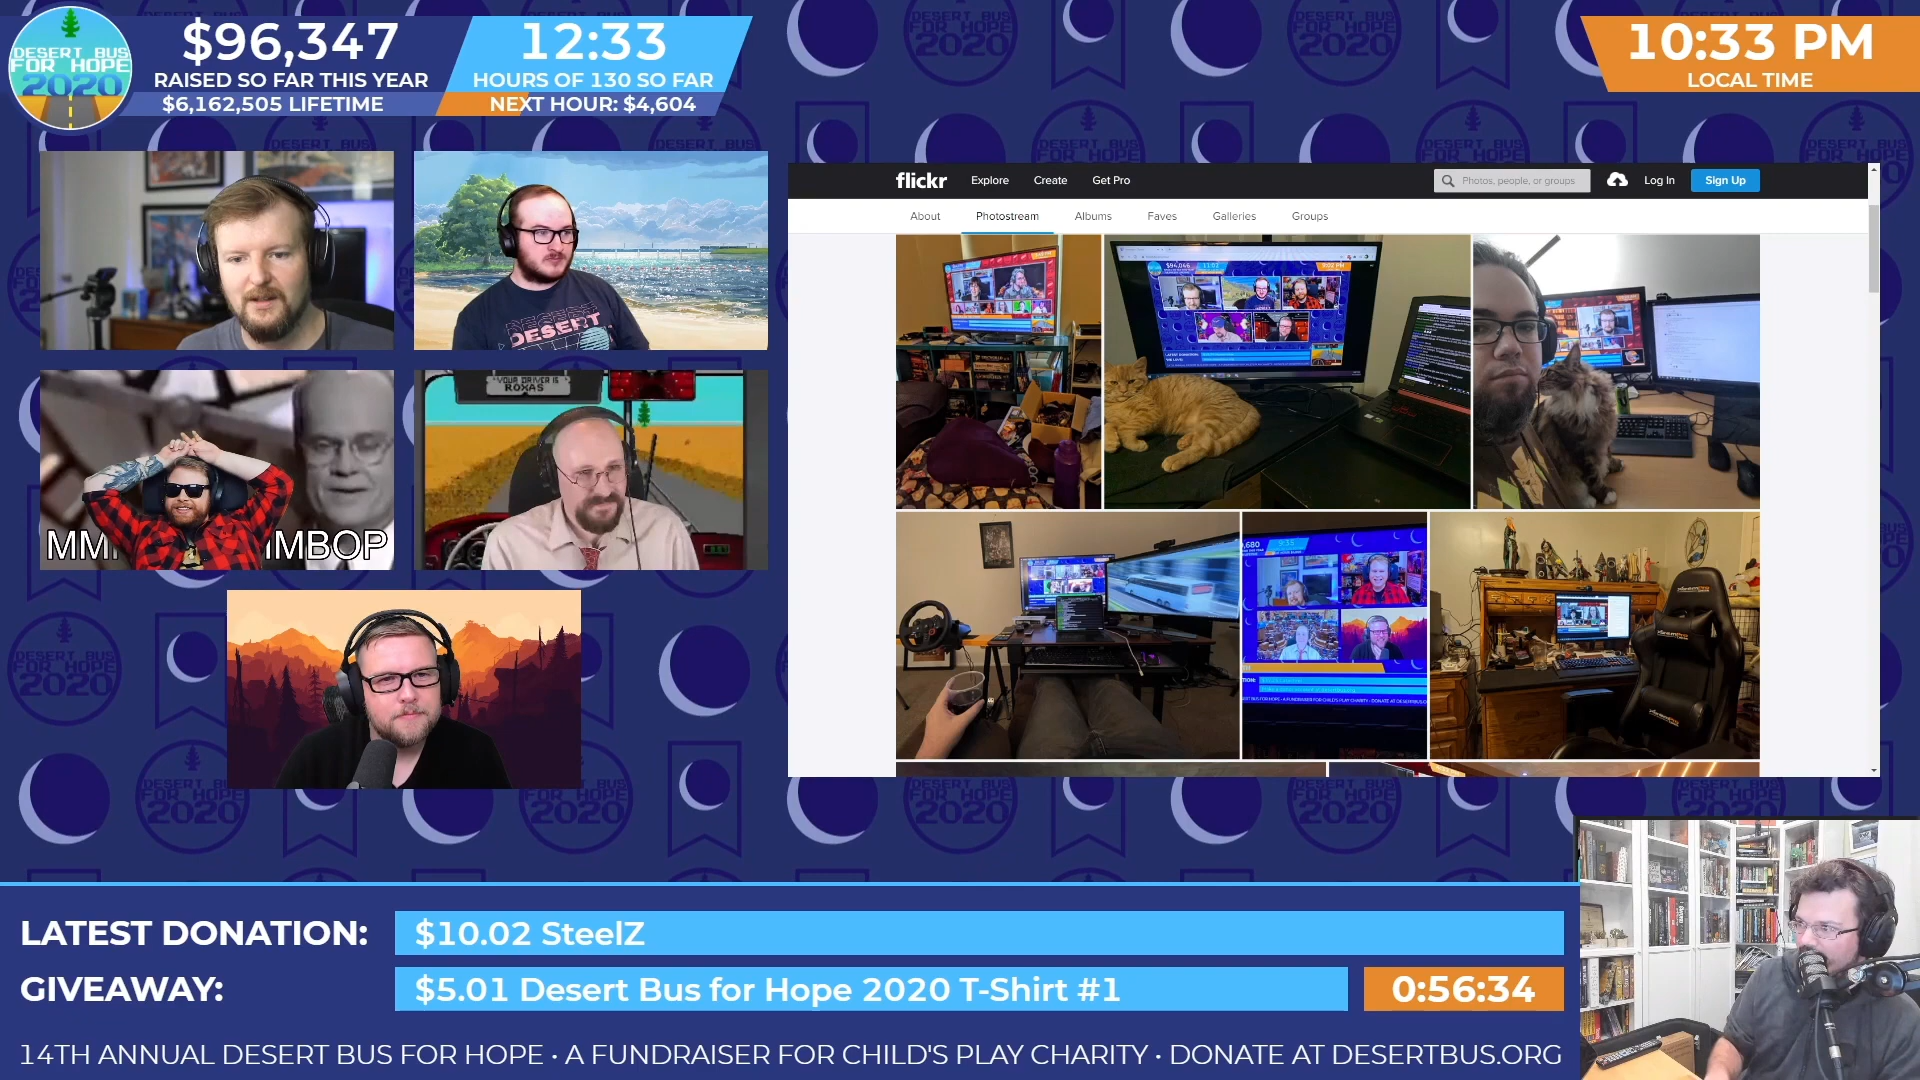 DESERT BUS
FOR HOPE
2020
$96,347
RAISED SO FAR THIS YEAR
$6,162,505 LIFETIME
12:33
HOURS OF 130 SO FAR
NEXT HOUR: $4,604
10:33 PM
LOCAL TIME
flickr
Explore
Create
Get Pro
Photos, people, or groups
Log In
Sign Up
About
Photostream
Albums
Faves
Galleries
Groups
DESERT
YOUR DRIVER IS
ROXAS
IMBOP
LATEST DONATION:
$10.02 SteelZ
GIVEAWAY:
$5.01 Desert Bus for Hope 2020 T-Shirt #1
0:56:34
14TH ANNUAL DESERT BUS FOR HOPE • A FUNDRAISER FOR CHILD'S PLAY CHARITY • DONATE AT DESERTBUS.ORG